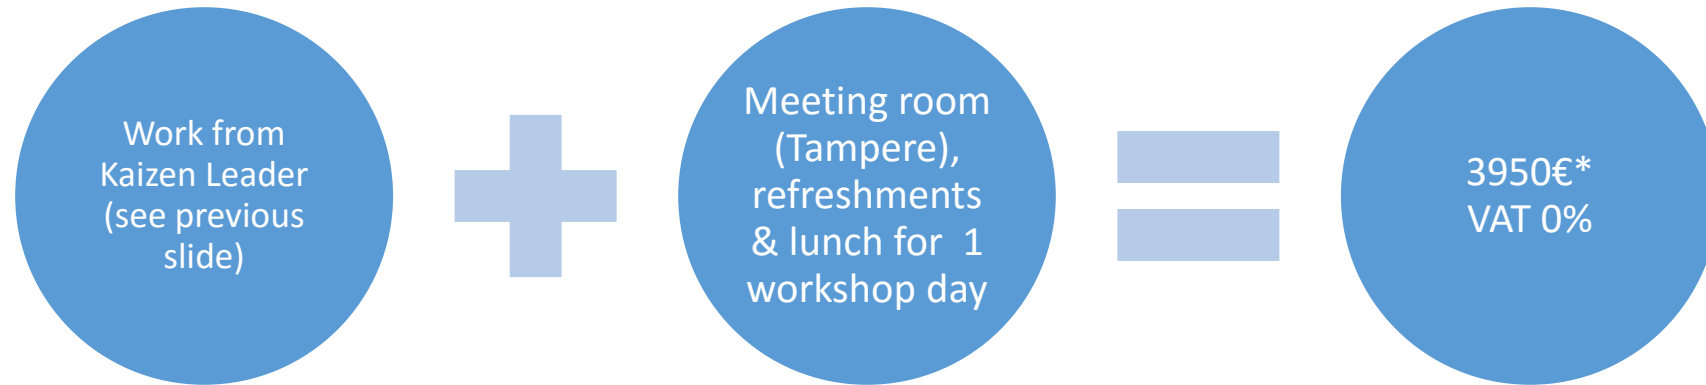 Work from
Kaizen Leader
(see previous
slide)
Meeting room
(Tampere),
refreshments
& lunch for  1
workshop day
3950€*
VAT 0%